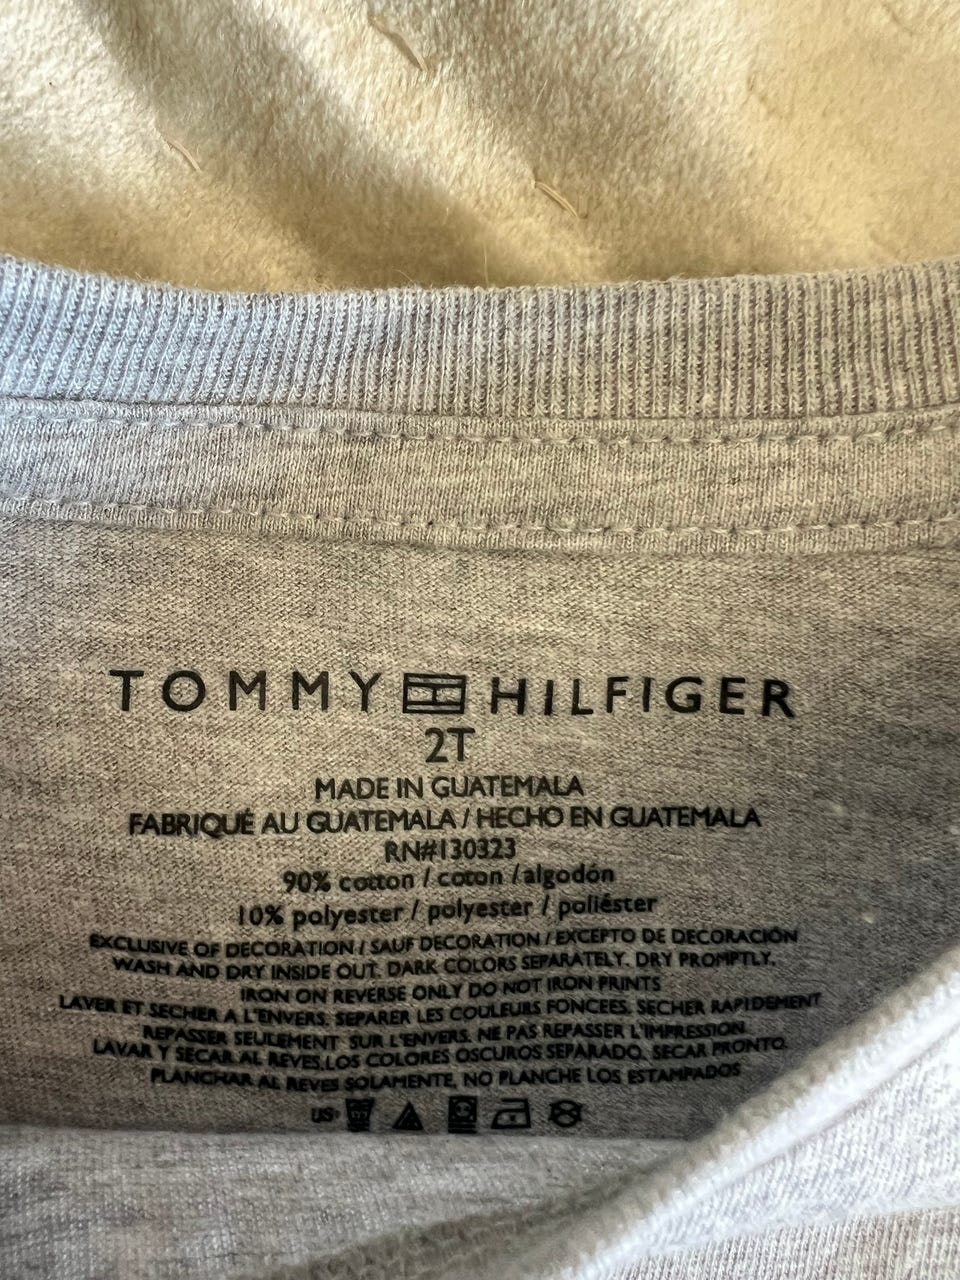 TOMMY HILFIGER
2T
MADE IN GUATEMALA
FABRIQUÉ AU GUATEMALA / HECHO EN GUATEMALA
RN#130323
90% cotton / coton /algodón
10% polyester / polyester / poliéster
EXCLUSIVE OF DECORATION / SAUF DECORATION / EXCEPTO DE DECORACIÓN
WASH AND DRY INSIDE OUT. DARK COLORS SEPARATELY. DRY PROMPTLY.
IRON ON REVERSE ONLY DO NOT IRON PRINTS
LAVER ET SECHER A L'ENVERS. SEPARER LES COULEURS FONCEES. SECHER RAPIDEMENT
REPASSER SEULEMENT SUR L'ENVERS. NE PAS REPASSER L'IMPRESSION
LAVAR Y SECAR AL REVES,LOS COLORES OSCUROS SEPARADO. SECAR PRONTO.
PLANCHAR AL REVES SOLAMENTE, NO PLANCHE LOS ESTAMPADOS
US